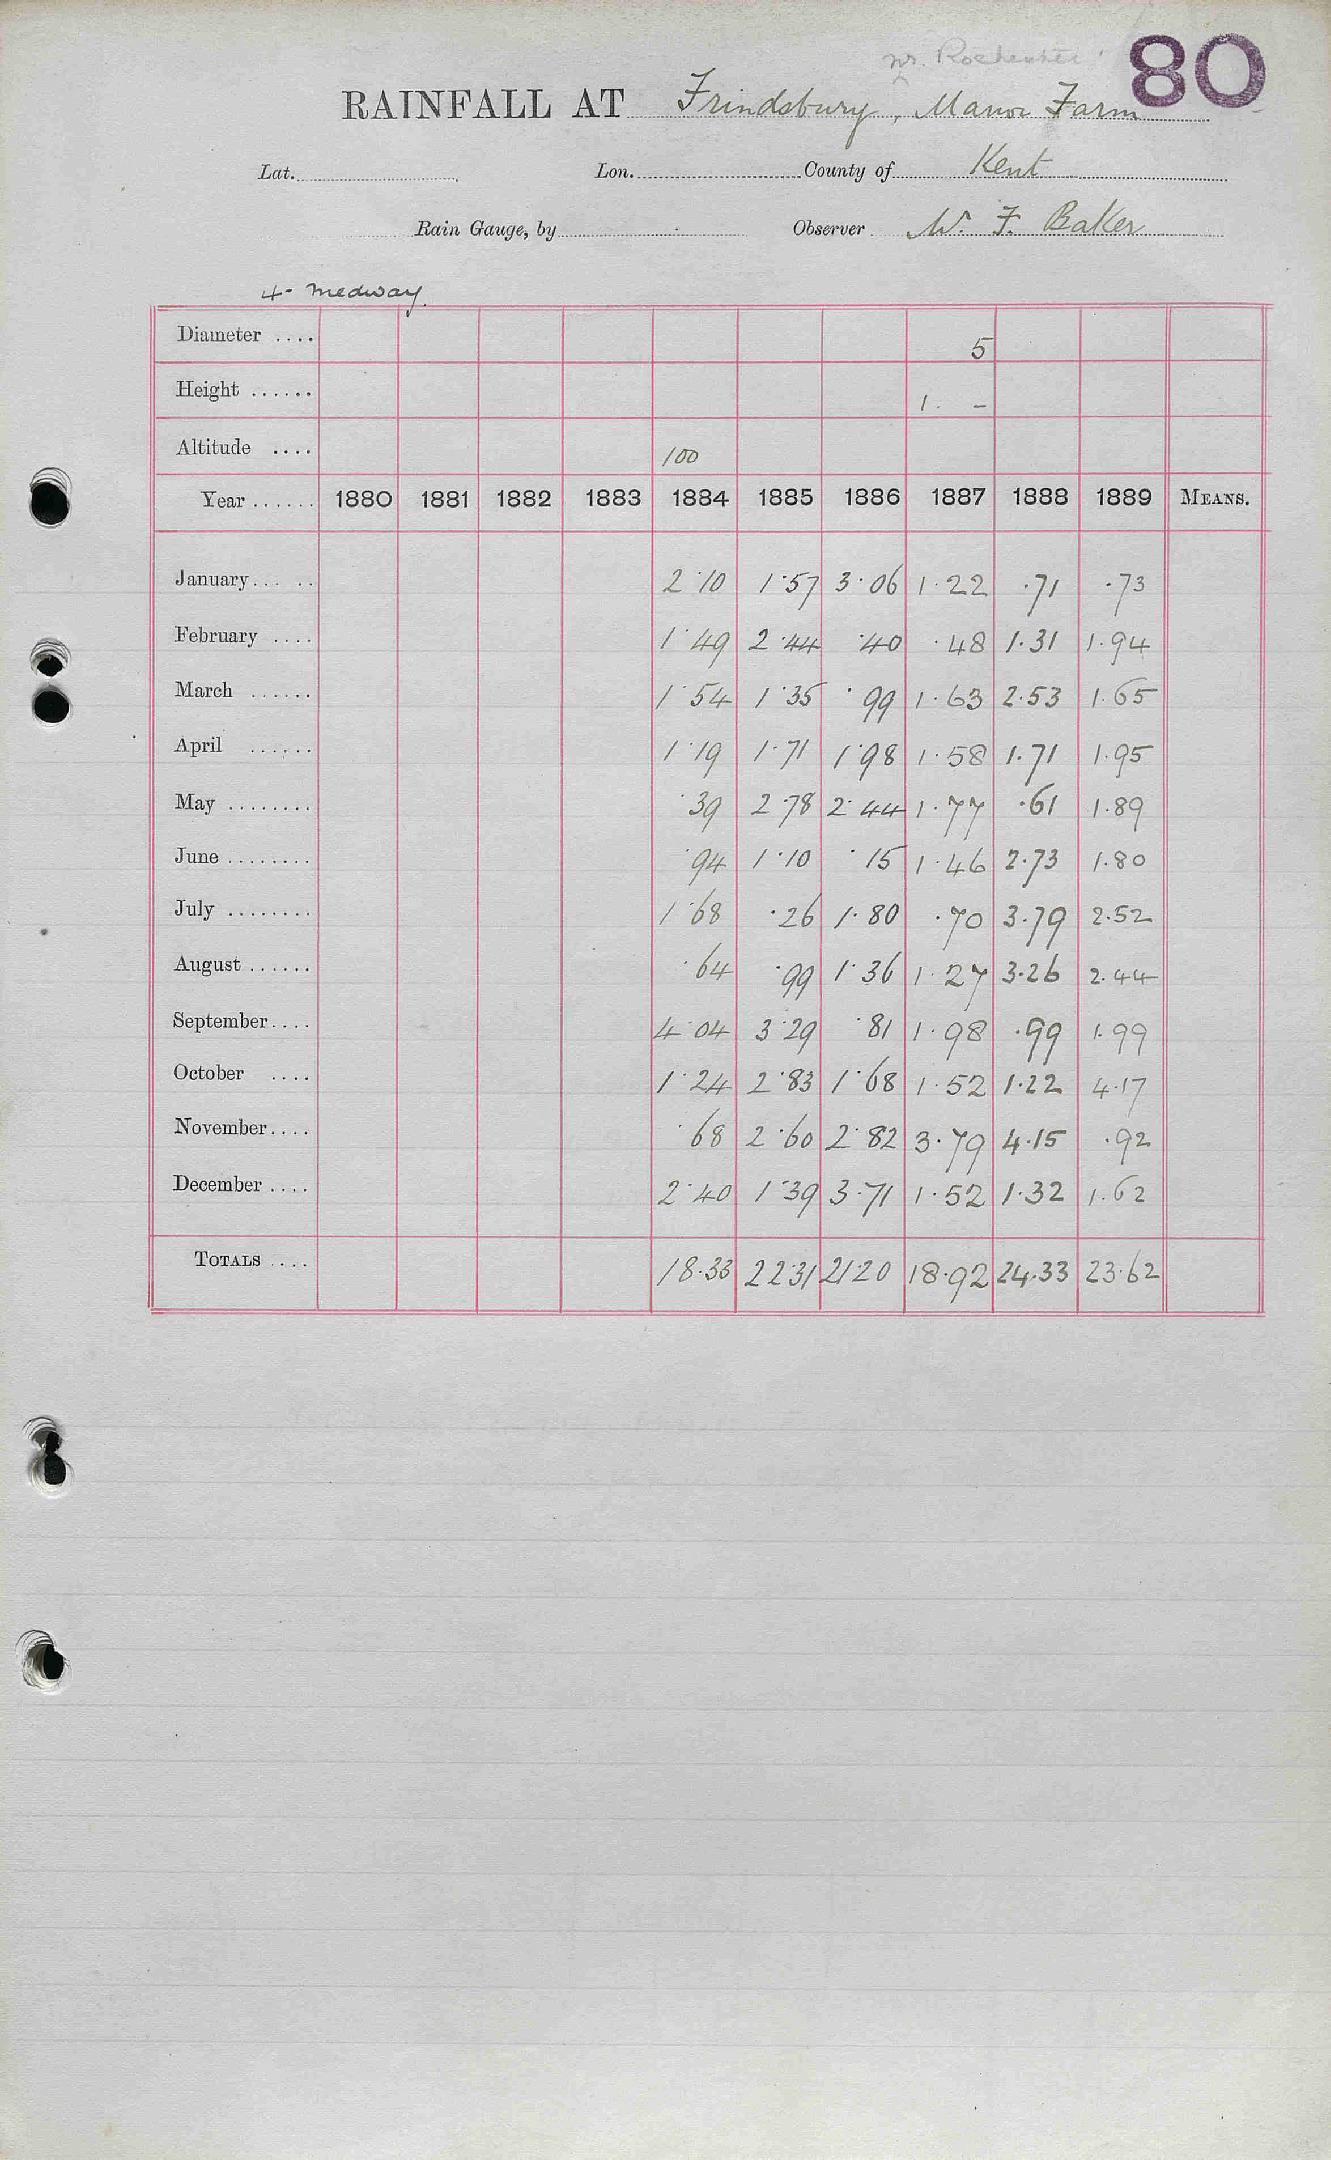 nr. Rochester 80
RAINFALL AT Frindsbury, Manor Farm
Lat. Lon. County of Kent
Rain Gauge, by Observer W. F. Baker
4- Medway
Diameter .... 5
Height ...... 1. -
Altitude .... 100
Year ...... 1880 1881 1882 1883 1884 1885 1886 1887 1888 1889 MEANS.
January... .. 2·10 1·57 3·06 1·22 ·71 ·73
February .... 1·49 2·44 ·40 ·48 1·31 1·94
March ...... 1·54 1·35 ·99 1·63 2·53 1·65
April ...... 1·19 1·71 1·98 1·58 1·71 1·95
May ........ ·39 2·78 2·44 1·77 ·61 1·89
June ........ ·94 1·10 ·15 1·46 2·73 1·80
July ........ 1·68 ·26 1·80 ·70 3·79 2·52
August ...... ·64 ·99 1·36 1·27 3·26 2·44
September.... 4·04 3·29 ·81 1·98 ·99 1·99
October .... 1·24 2·83 1·68 1·52 1·22 4·17
November.... ·68 2·60 2·82 3·79 4·15 ·92
December .... 2·40 1·39 3·71 1·52 1·32 1·62
TOTALS .... 18·33 22·31 21·20 18·92 24·33 23·62